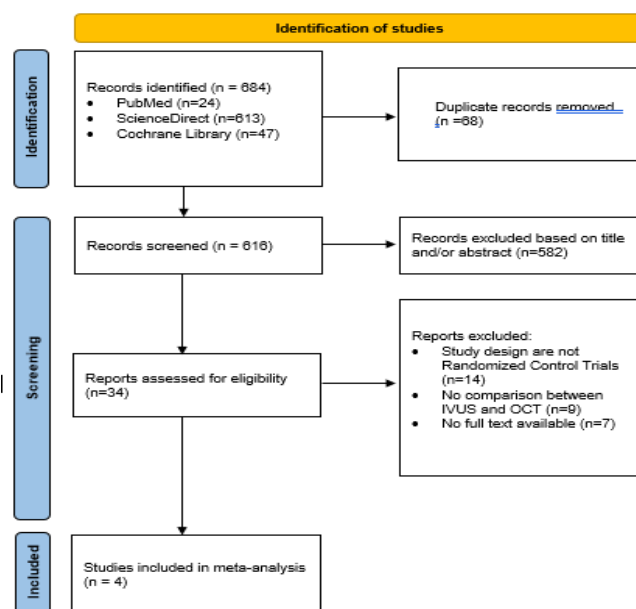 Identification of studies
Identification
Records identified (n = 684)
• PubMed (n=24)
• ScienceDirect (n=613)
• Cochrane Library (n=47)
Duplicate records removed
(n =68)
Screening
Records screened (n = 616)
Records excluded based on title
and/or abstract (n=582)
Reports assessed for eligibility
(n=34)
Reports excluded:
• Study design are not
Randomized Control Trials
(n=14)
• No comparison between
IVUS and OCT (n=9)
• No full text available (n=7)
Included
Studies included in meta-analysis
(n = 4)